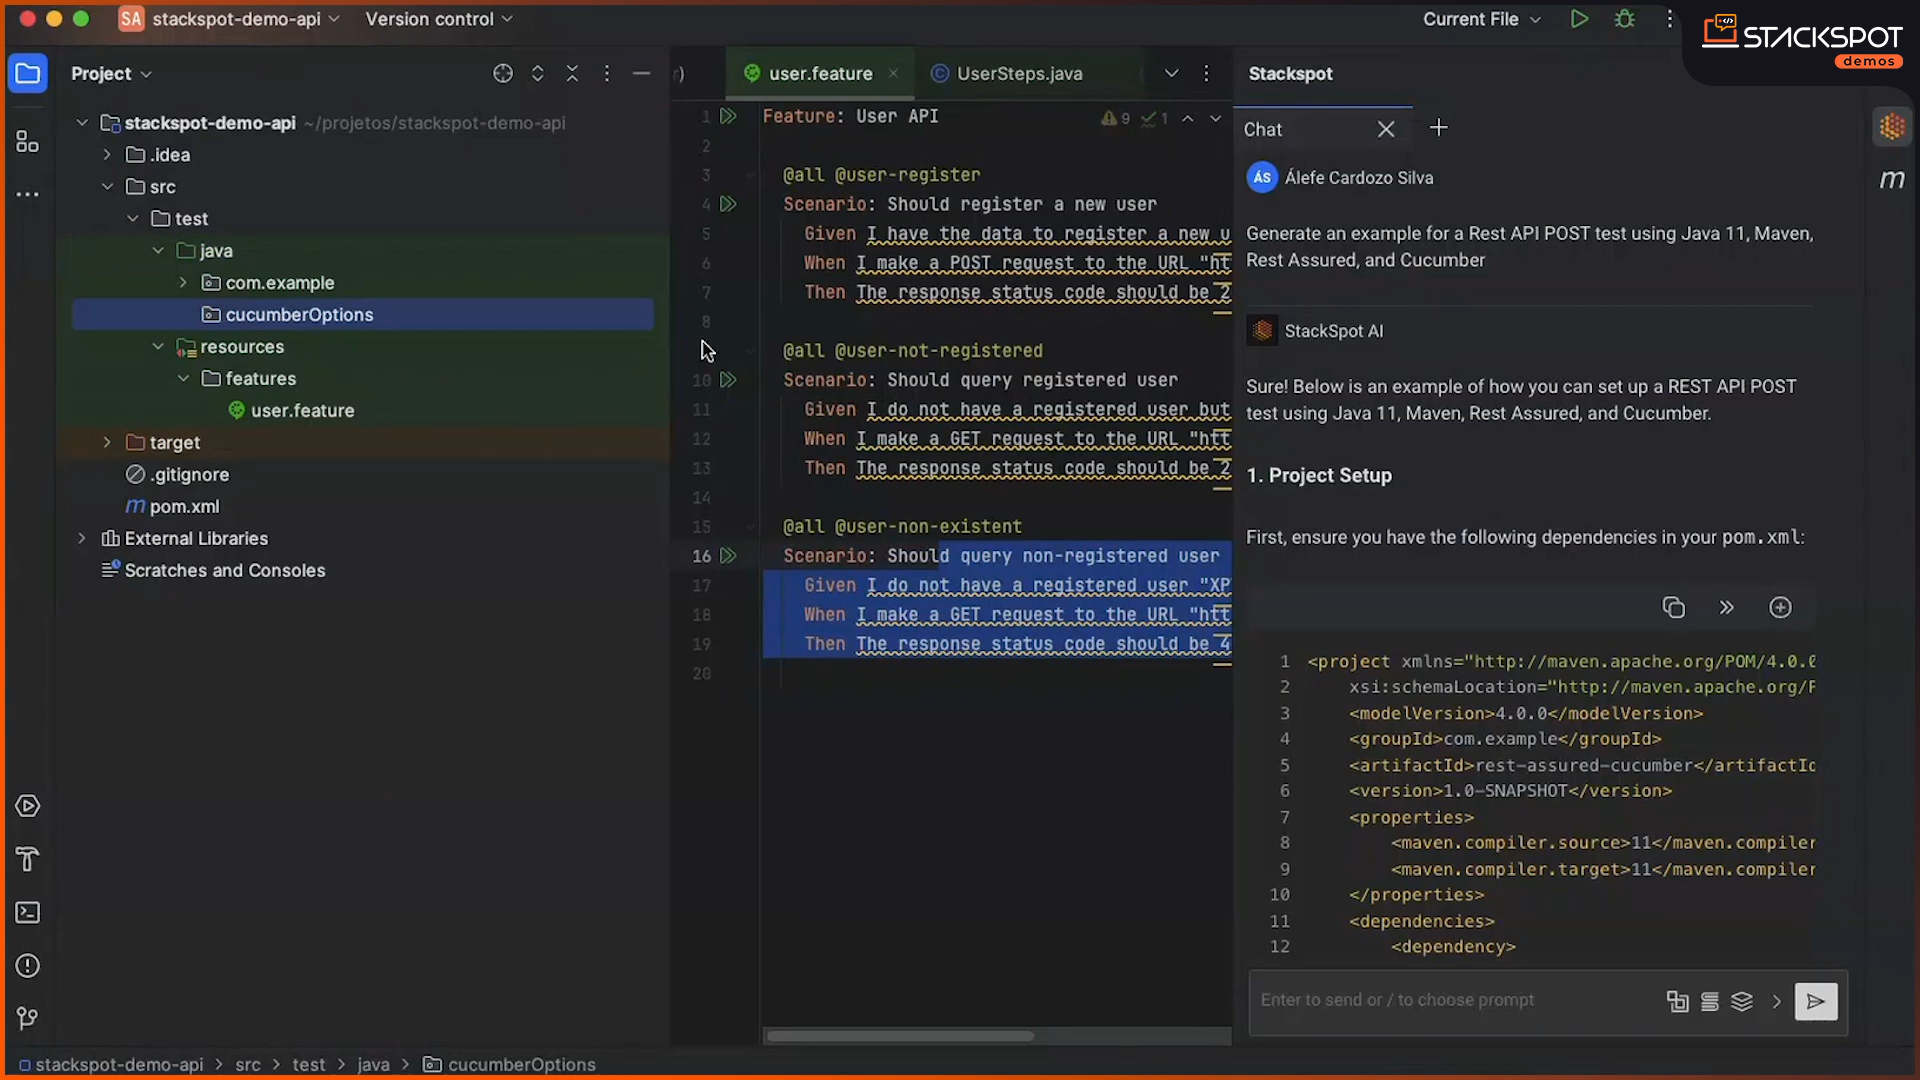 SA stackspot-demo-api
Version control
Current File
STACKSPOT
demos
Project
user.feature
UserSteps.java
Stackspot
stackspot-demo-api ~/projetos/stackspot-demo-api
.idea
src
test
java
com.example
cucumberOptions
resources
features
user.feature
target
.gitignore
m pom.xml
External Libraries
Scratches and Consoles
1 Feature: User API
9 1
2
3 @all @user-register
4 Scenario: Should register a new user
5 Given I have the data to register a new u
6 When I make a POST request to the URL "ht
7 Then The response status code should be 2
8
@all @user-not-registered
10 Scenario: Should query registered user
11 Given I do not have a registered user but
12 When I make a GET request to the URL "htt
13 Then The response status code should be 2
14
15 @all @user-non-existent
16 Scenario: Should query non-registered user
17 Given I do not have a registered user "XP
18 When I make a GET request to the URL "htt
19 Then The response status code should be 4
20
Chat
m
ÁS Álefe Cardozo Silva
Generate an example for a Rest API POST test using Java 11, Maven,
Rest Assured, and Cucumber
StackSpot AI
Sure! Below is an example of how you can set up a REST API POST
test using Java 11, Maven, Rest Assured, and Cucumber.
1. Project Setup
First, ensure you have the following dependencies in your pom.xml:
1 <project xmlns="http://maven.apache.org/POM/4.0.0
2 xsi:schemaLocation="http://maven.apache.org/P
3 <modelVersion>4.0.0</modelVersion>
4 <groupId>com.example</groupId>
5 <artifactId>rest-assured-cucumber</artifactId
6 <version>1.0-SNAPSHOT</version>
7 <properties>
8 <maven.compiler.source>11</maven.compiler
9 <maven.compiler.target>11</maven.compiler
10 </properties>
11 <dependencies>
12 <dependency>
Enter to send or / to choose prompt
stackspot-demo-api > src > test > java > cucumberOptions